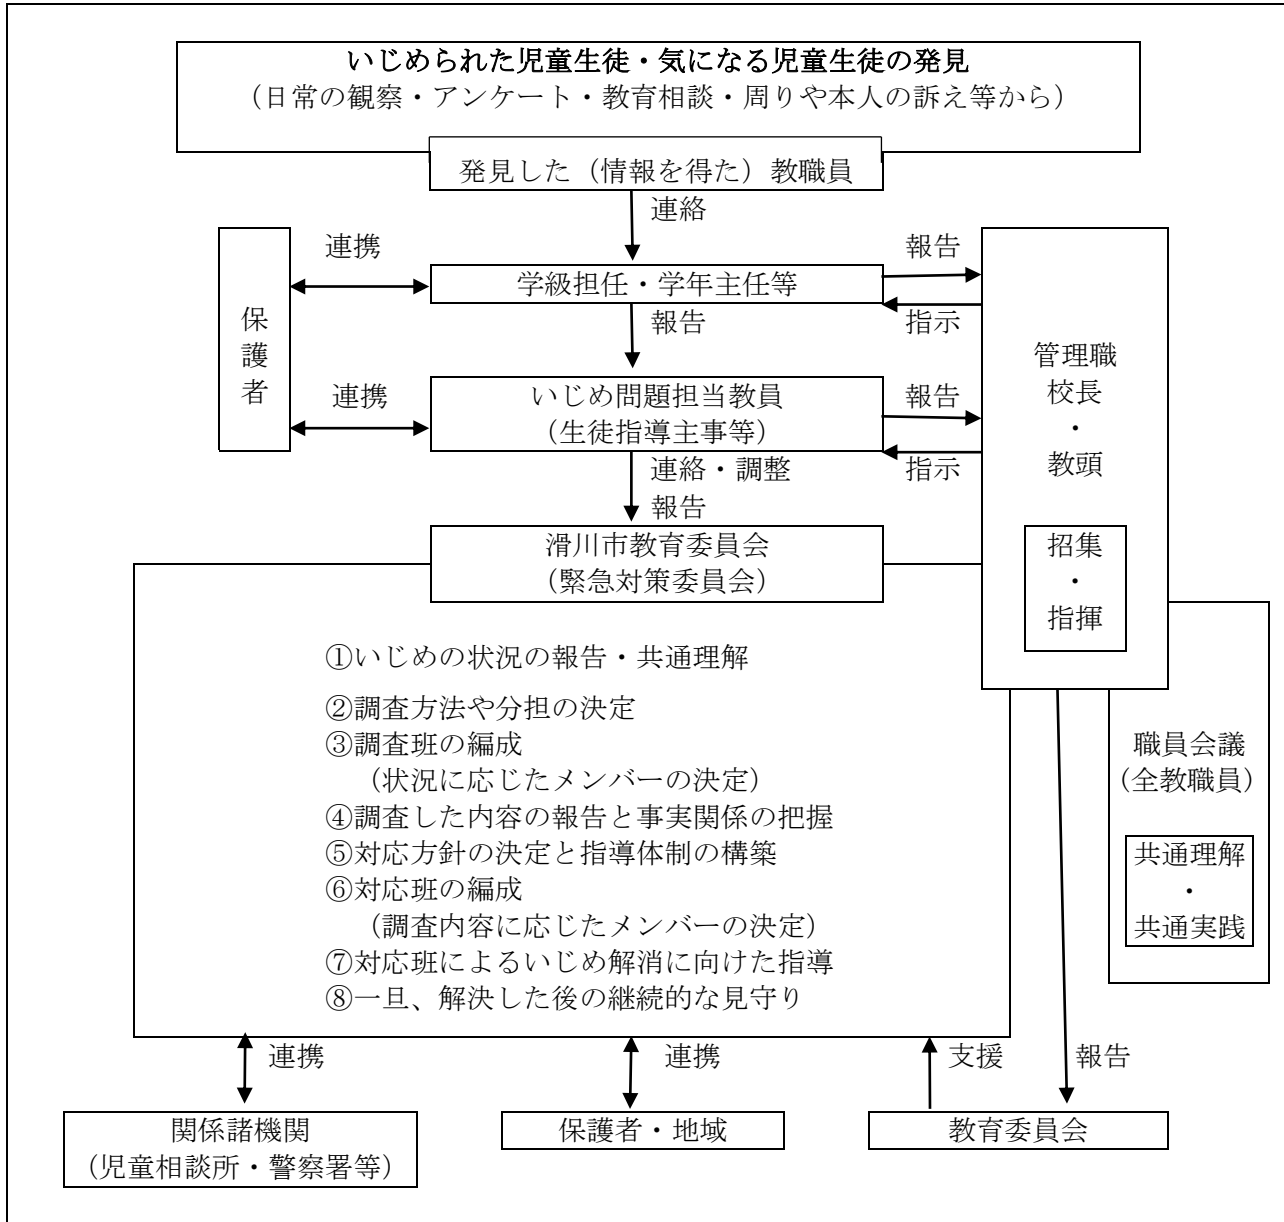 いじめられた児童生徒・気になる児童生徒の発見
（日常の観察・アンケート・教育相談・周りや本人の訴え等から）
発見した（情報を得た）教職員
連絡
連携
報告
学級担任・学年主任等
報告
指示
保護者
連携
いじめ問題担当教員
（生徒指導主事等）
報告
連絡・調整
報告
指示
管理職
校長
・
教頭
招集
・
指揮
滑川市教育委員会
（緊急対策委員会）
①いじめの状況の報告・共通理解
②調査方法や分担の決定
③調査班の編成
（状況に応じたメンバーの決定）
④調査した内容の報告と事実関係の把握
⑤対応方針の決定と指導体制の構築
⑥対応班の編成
（調査内容に応じたメンバーの決定）
⑦対応班によるいじめ解消に向けた指導
⑧一旦、解決した後の継続的な見守り
職員会議
（全教職員）
共通理解
・
共通実践
連携
連携
支援
報告
関係諸機関
（児童相談所・警察署等）
保護者・地域
教育委員会